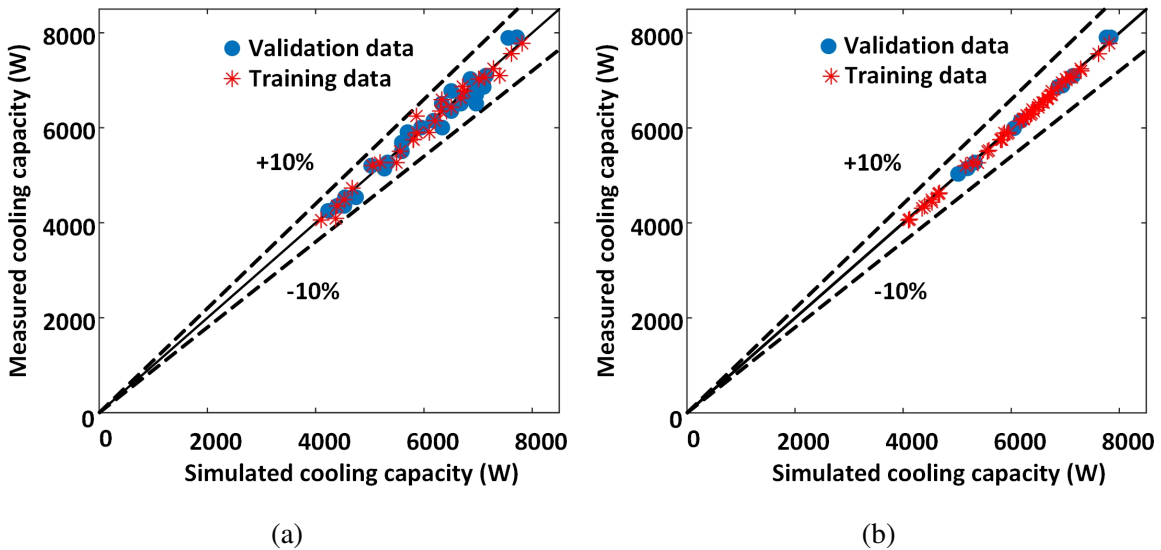 8000
6000
4000
2000
0
Measured cooling capacity (W)
Validation data
Training data
+10%
-10%
0 2000 4000 6000 8000
Simulated cooling capacity (W)
(a)
8000
6000
4000
2000
0
Measured cooling capacity (W)
Validation data
Training data
+10%
-10%
0 2000 4000 6000 8000
Simulated cooling capacity (W)
(b)